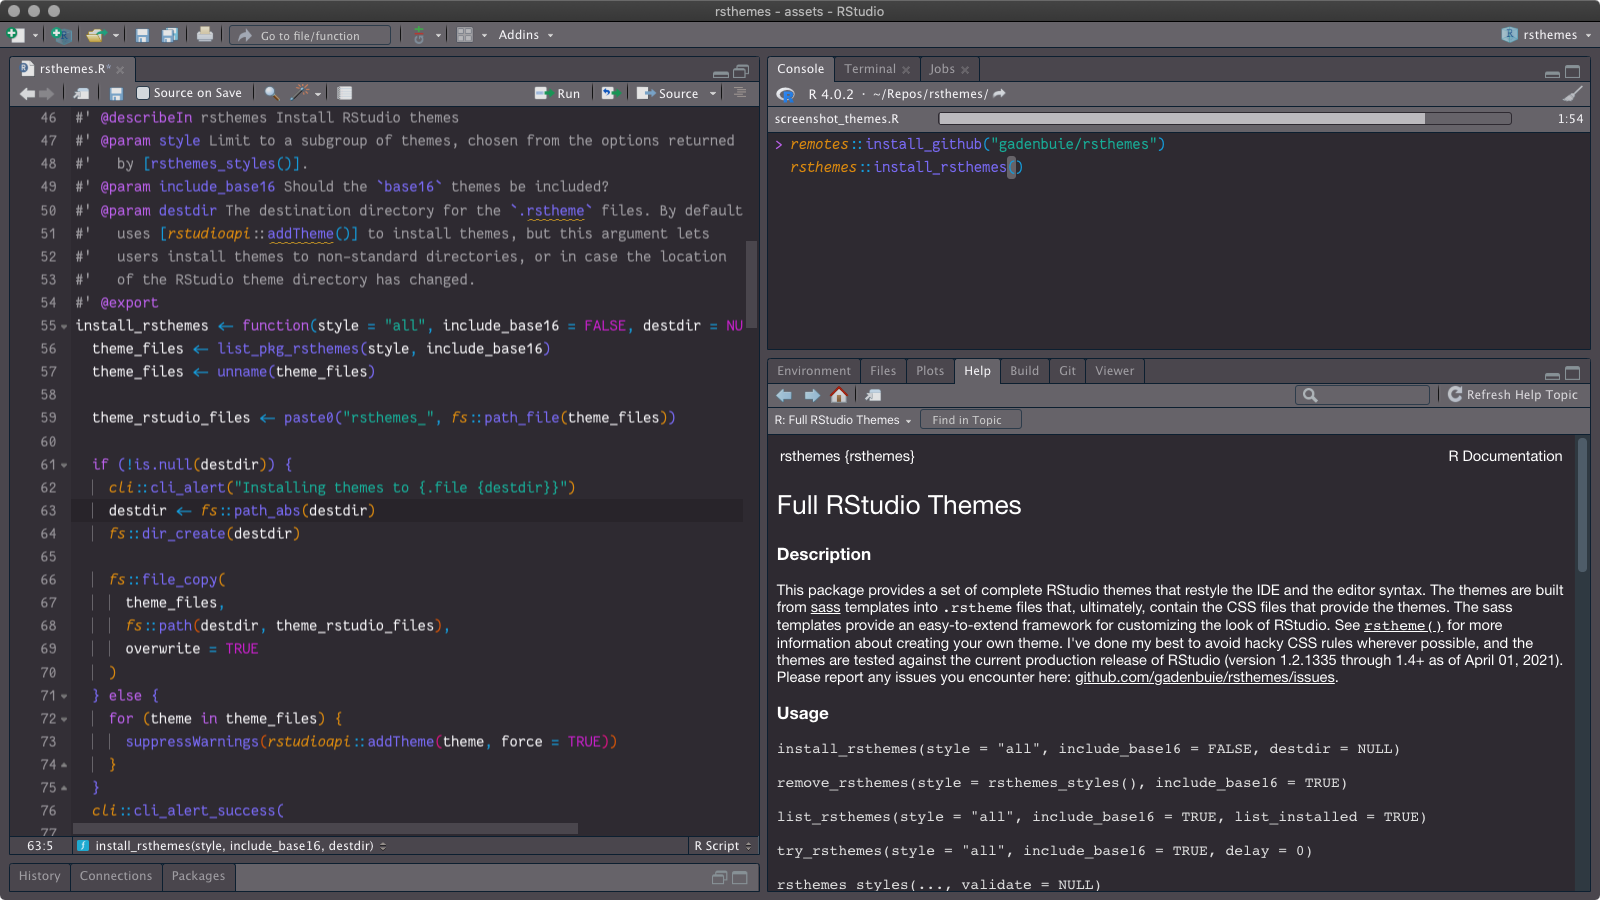 rsthemes - assets - RStudio
Go to file/function
Addins
rsthemes
rsthemes.R*
Source on Save
Run
Source
46 #' @describeIn rsthemes Install RStudio themes
47 #' @param style Limit to a subgroup of themes, chosen from the options returned
48 #'   by [rsthemes_styles()].
49 #' @param include_base16 Should the `base16` themes be included?
50 #' @param destdir The destination directory for the `.rstheme` files. By default
51 #'   uses [rstudioapi::addTheme()] to install themes, but this argument lets
52 #'   users install themes to non-standard directories, or in case the location
53 #'   of the RStudio theme directory has changed.
54 #' @export
55 install_rsthemes <- function(style = "all", include_base16 = FALSE, destdir = NU
56   theme_files <- list_pkg_rsthemes(style, include_base16)
57   theme_files <- unname(theme_files)
58
59   theme_rstudio_files <- paste0("rsthemes_", fs::path_file(theme_files))
60
61   if (!is.null(destdir)) {
62     cli::cli_alert("Installing themes to {.file {destdir}}")
63     destdir <- fs::path_abs(destdir)
64     fs::dir_create(destdir)
65
66     fs::file_copy(
67       theme_files,
68       fs::path(destdir, theme_rstudio_files),
69       overwrite = TRUE
70     )
71   } else {
72     for (theme in theme_files) {
73       suppressWarnings(rstudioapi::addTheme(theme, force = TRUE))
74     }
75   }
76   cli::cli_alert_success(
77
63:5 install_rsthemes(style, include_base16, destdir) R Script
History Connections Packages
Console Terminal Jobs
R 4.0.2 · ~/Repos/rsthemes/
screenshot_themes.R 1:54
> remotes::install_github("gadenbuie/rsthemes")
rsthemes::install_rsthemes()
Environment Files Plots Help Build Git Viewer
Refresh Help Topic
R: Full RStudio Themes Find in Topic
rsthemes {rsthemes} R Documentation
Full RStudio Themes
Description
This package provides a set of complete RStudio themes that restyle the IDE and the editor syntax. The themes are built
from sass templates into .rstheme files that, ultimately, contain the CSS files that provide the themes. The sass
templates provide an easy-to-extend framework for customizing the look of RStudio. See rstheme() for more
information about creating your own theme. I've done my best to avoid hacky CSS rules wherever possible, and the
themes are tested against the current production release of RStudio (version 1.2.1335 through 1.4+ as of April 01, 2021).
Please report any issues you encounter here: github.com/gadenbuie/rsthemes/issues.
Usage
install_rsthemes(style = "all", include_base16 = FALSE, destdir = NULL)
remove_rsthemes(style = rsthemes_styles(), include_base16 = TRUE)
list_rsthemes(style = "all", include_base16 = TRUE, list_installed = TRUE)
try_rsthemes(style = "all", include_base16 = TRUE, delay = 0)
rsthemes_styles(..., validate = NULL)